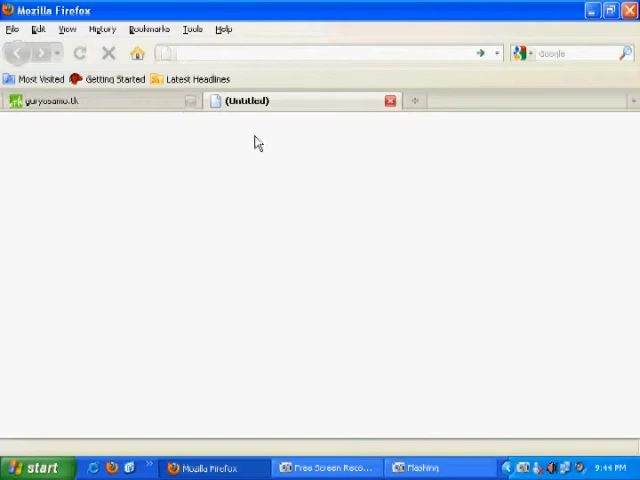 Mozilla Firefox
File Edit View History Bookmarks Tools Help
Google
Most Visited Getting Started Latest Headlines
(Untitled)
start Mozilla Firefox Free Screen Reco... Flashing 9:44 PM